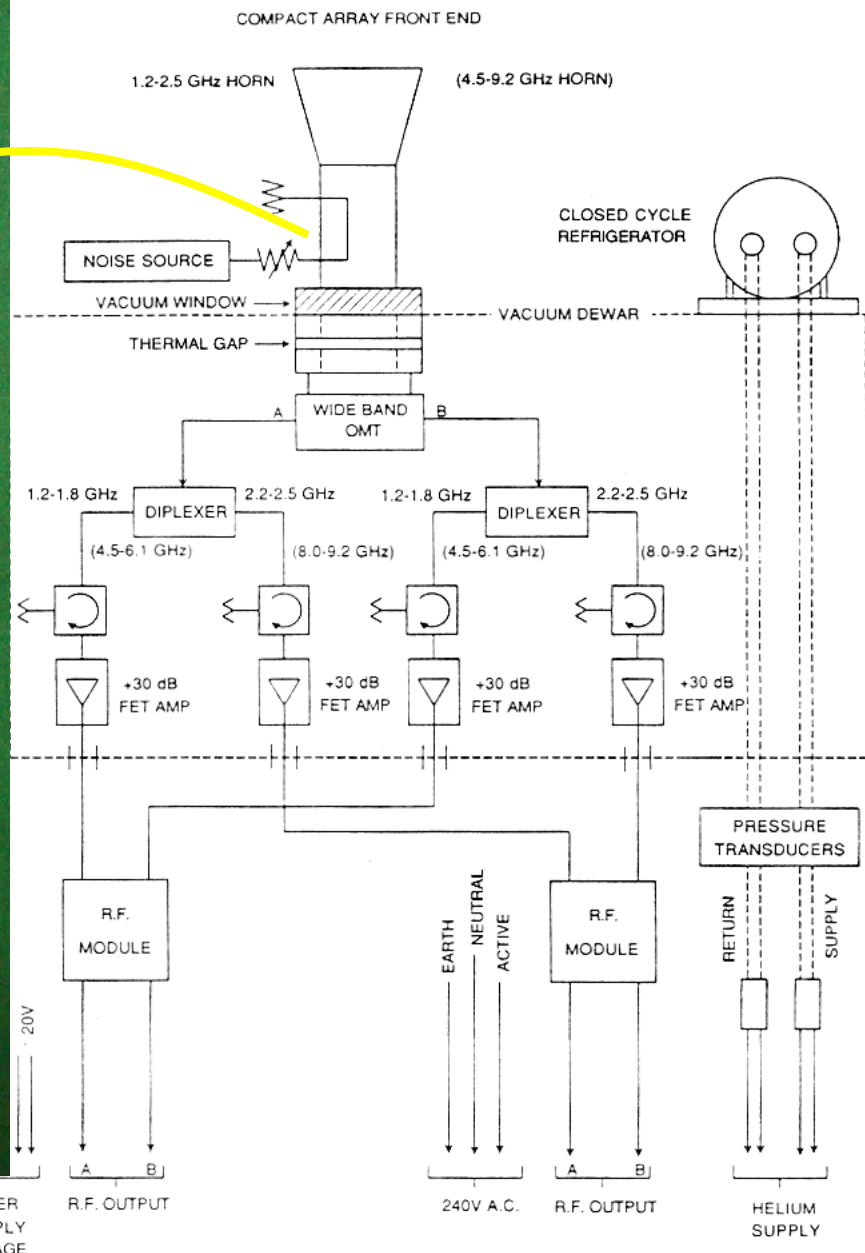 COMPACT ARRAY FRONT END
1.2-2.5 GHz HORN
(4.5-9.2 GHz HORN)
CLOSED CYCLE
REFRIGERATOR
NOISE SOURCE
VACUUM WINDOW
VACUUM DEWAR
THERMAL GAP
A
WIDE BAND
OMT
B
1.2-1.8 GHz
DIPLEXER
2.2-2.5 GHz
1.2-1.8 GHz
DIPLEXER
2.2-2.5 GHz
(4.5-6.1 GHz)
(8.0-9.2 GHz)
(4.5-6.1 GHz)
(8.0-9.2 GHz)
+30 dB
FET AMP
+30 dB
FET AMP
+30 dB
FET AMP
+30 dB
FET AMP
PRESSURE
TRANSDUCERS
R.F.
MODULE
EARTH
NEUTRAL
ACTIVE
R.F.
MODULE
RETURN
SUPPLY
- 20V
A
B
A
B
R.F. OUTPUT
240V A.C.
R.F. OUTPUT
HELIUM
SUPPLY